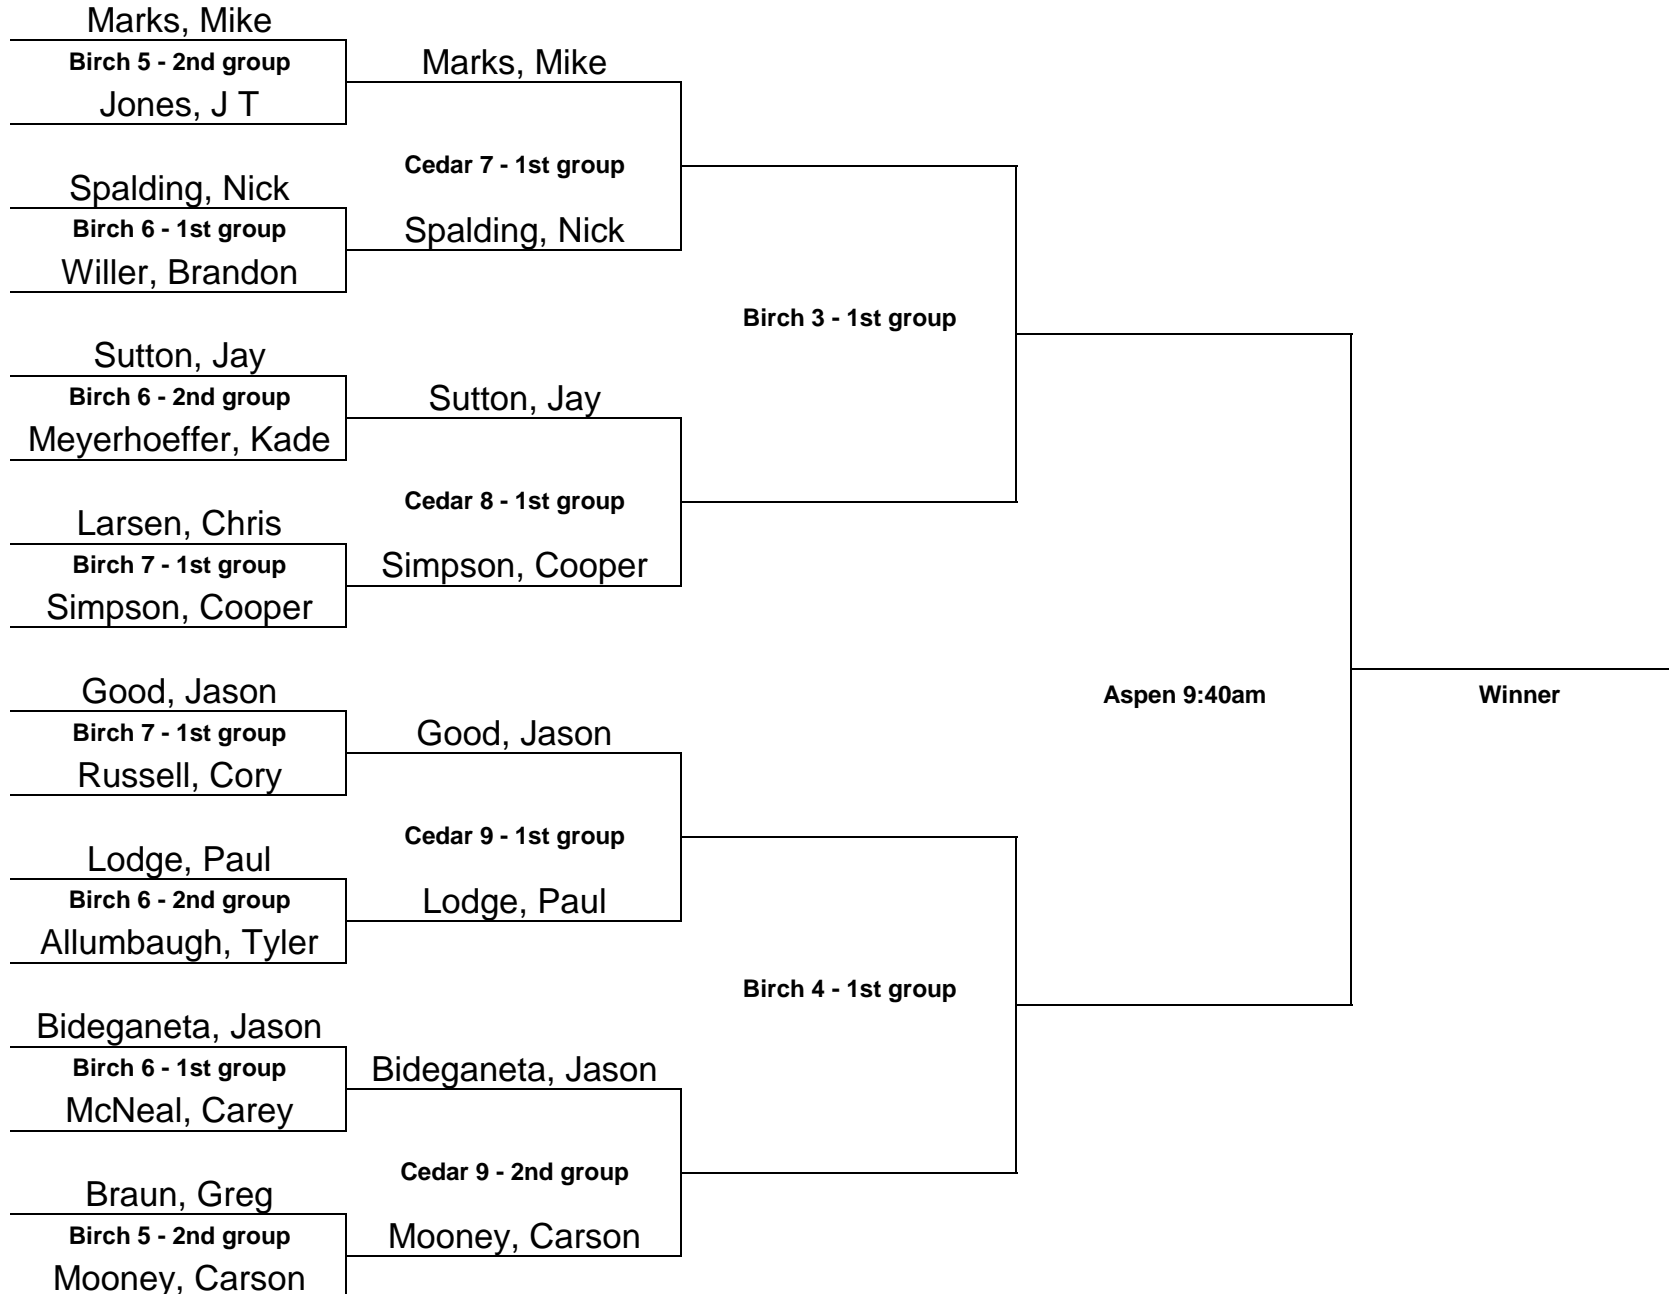 Marks, Mike
Birch 5 - 2nd group
Jones, J T
Spalding, Nick
Birch 6 - 1st group
Willer, Brandon
Sutton, Jay
Birch 6 - 2nd group
Meyerhoeffer, Kade
Larsen, Chris
Birch 7 - 1st group
Simpson, Cooper
Good, Jason
Birch 7 - 1st group
Russell, Cory
Lodge, Paul
Birch 6 - 2nd group
Allumbaugh, Tyler
Bideganeta, Jason
Birch 6 - 1st group
McNeal, Carey
Braun, Greg
Birch 5 - 2nd group
Mooney, Carson
Marks, Mike
Cedar 7 - 1st group
Spalding, Nick
Sutton, Jay
Cedar 8 - 1st group
Simpson, Cooper
Good, Jason
Cedar 9 - 1st group
Lodge, Paul
Bideganeta, Jason
Cedar 9 - 2nd group
Mooney, Carson
Birch 3 - 1st group
Birch 4 - 1st group
Aspen 9:40am
Winner